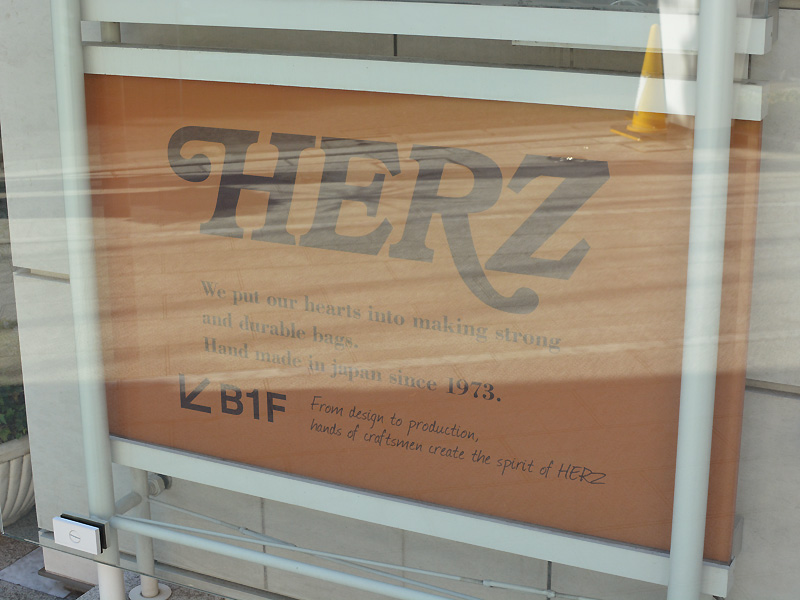 HERZ
We put our hearts into making strong
and durable bags.
Hand made in japan since 1973.
↙ B1F
From design to production,
hands of craftsmen create the spirit of HERZ